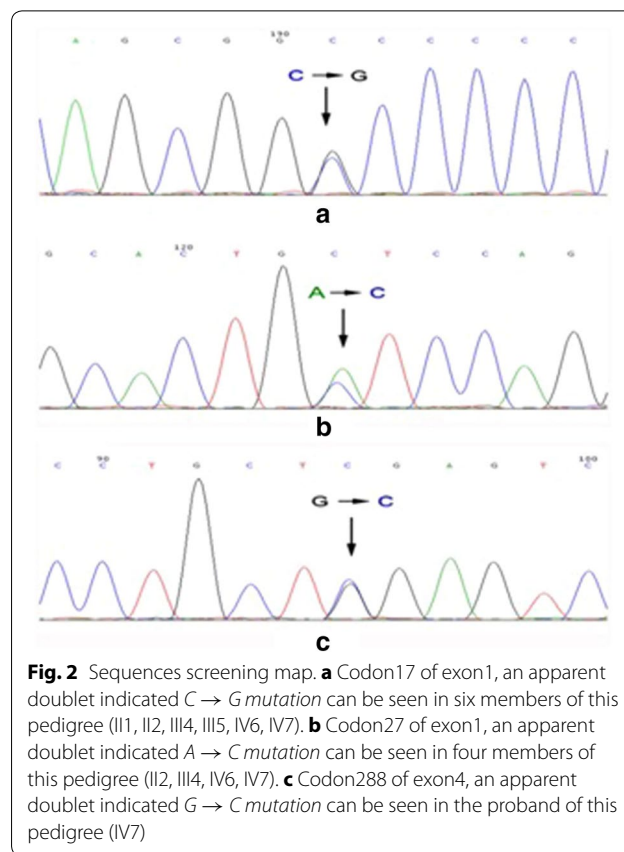 190
A G C G G C C C C C C
C → G
a
120
G C A C T G C T C C A G
A → C
b
90 100
C C T G C T C G A G T C
G → C
c
Fig. 2 Sequences screening map. a Codon17 of exon1, an apparent
doublet indicated C → G mutation can be seen in six members of this
pedigree (II1, II2, III4, III5, IV6, IV7). b Codon27 of exon1, an apparent
doublet indicated A → C mutation can be seen in four members of
this pedigree (II2, III4, IV6, IV7). c Codon288 of exon4, an apparent
doublet indicated G → C mutation can be seen in the proband of this
pedigree (IV7)